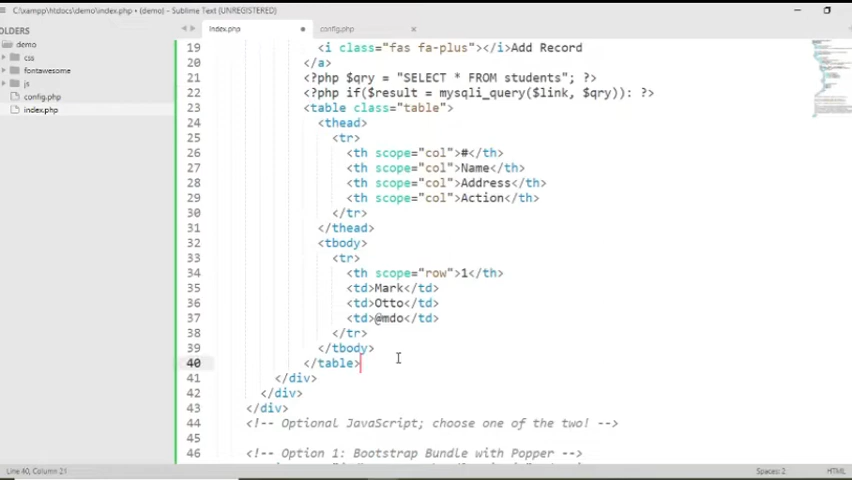 C:\xampp\htdocs\demo\index.php (demo) - Sublime Text (UNREGISTERED)
OLDERS
demo
css
fontawesome
js
config.php
index.php
index.php
config.php
19 <i class="fas fa-plus"></i>Add Record
20 </a>
21 <?php $qry = "SELECT * FROM students"; ?>
22 <?php if($result = mysqli_query($link, $qry)): ?>
23 <table class="table">
24 <thead>
25 <tr>
26 <th scope="col">#</th>
27 <th scope="col">Name</th>
28 <th scope="col">Address</th>
29 <th scope="col">Action</th>
30 </tr>
31 </thead>
32 <tbody>
33 <tr>
34 <th scope="row">1</th>
35 <td>Mark</td>
36 <td>Otto</td>
37 <td>@mdo</td>
38 </tr>
39 </tbody>
40 </table>
41 </div>
42 </div>
43 </div>
44 <!-- Optional JavaScript; choose one of the two! -->
45
46 <!-- Option 1: Bootstrap Bundle with Popper -->
Line 40, Column 21
Spaces: 2
HTML